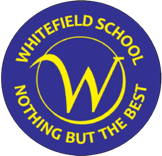 WHITEFIELD SCHOOL
W
NOTHING BUT THE BEST